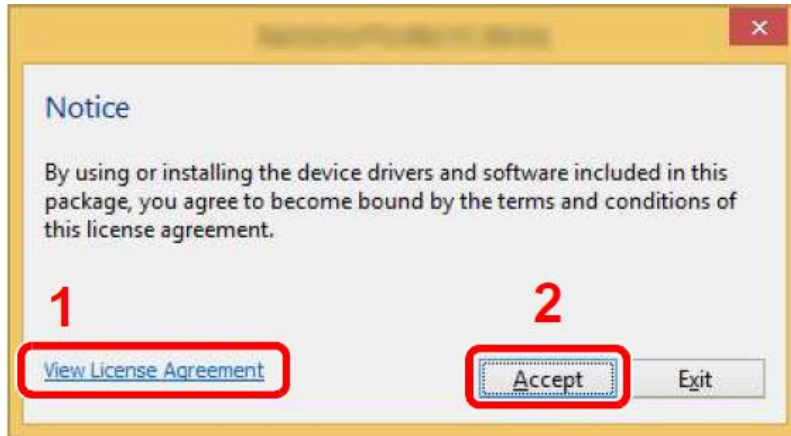 Notice
By using or installing the device drivers and software included in this
package, you agree to become bound by the terms and conditions of
this license agreement.
1
2
View License Agreement
Accept
Exit